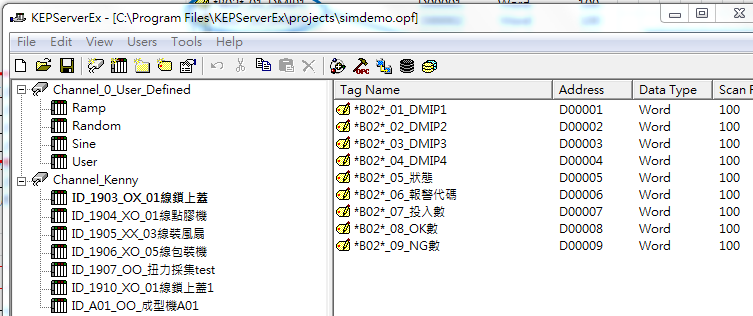 KEPServerEx - [C:\Program Files\KEPServerEx\projects\simdemo.opf]
File Edit View Users Tools Help
Channel_0_User_Defined
Ramp
Random
Sine
User
Channel_Kenny
ID_1903_OX_01線鎖上蓋
ID_1904_XO_01線點膠機
ID_1905_XX_03線裝風扇
ID_1906_XO_05線包裝機
ID_1907_OO_扭力採集test
ID_1910_XO_01線鎖上蓋1
ID_A01_OO_成型機A01
Tag Name Address Data Type Scan
*B02*_01_DMIP1 D00001 Word 100
*B02*_02_DMIP2 D00002 Word 100
*B02*_03_DMIP3 D00003 Word 100
*B02*_04_DMIP4 D00004 Word 100
*B02*_05_狀態 D00005 Word 100
*B02*_06_報警代碼 D00006 Word 100
*B02*_07_投入數 D00007 Word 100
*B02*_08_OK數 D00008 Word 100
*B02*_09_NG數 D00009 Word 100